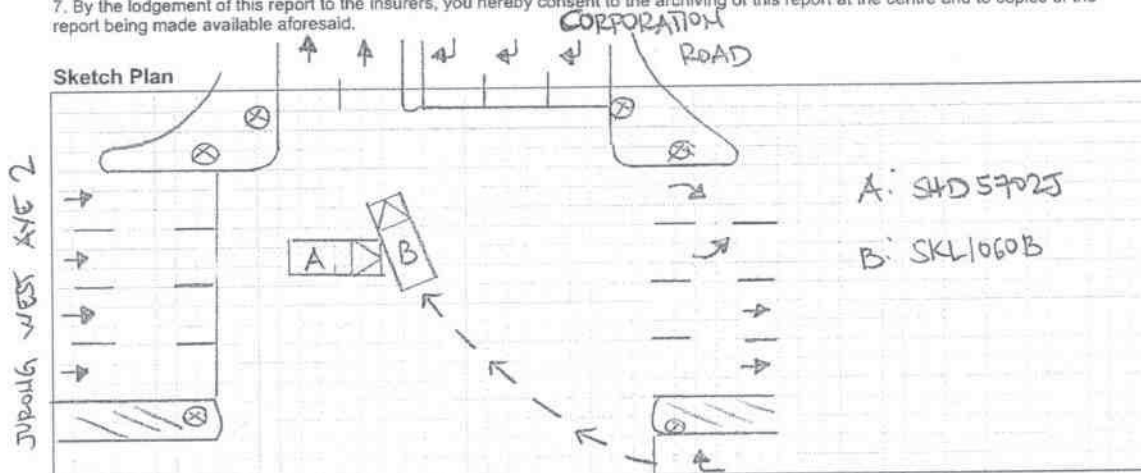 7. By the lodgement of this report to the insurers, you hereby consent to the archiving of this report at the centre and to copies of the
report being made available aforesaid.
CORPORATION
ROAD
Sketch Plan
JURONG WEST AVE 2
A
B
A: SHD5702J
B: SKL1060B